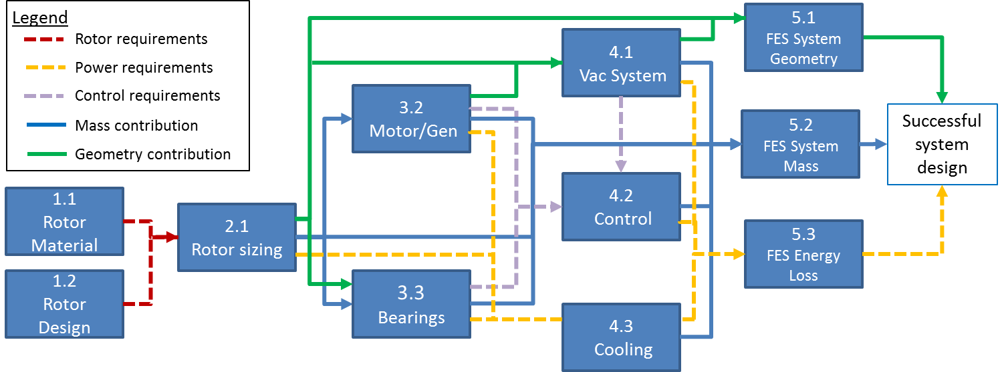 Legend
Rotor requirements
Power requirements
Control requirements
Mass contribution
Geometry contribution
1.1
Rotor
Material
1.2
Rotor
Design
2.1
Rotor sizing
3.2
Motor/Gen
3.3
Bearings
4.1
Vac System
4.2
Control
4.3
Cooling
5.1
FES System
Geometry
5.2
FES System
Mass
5.3
FES Energy
Loss
Successful
system
design